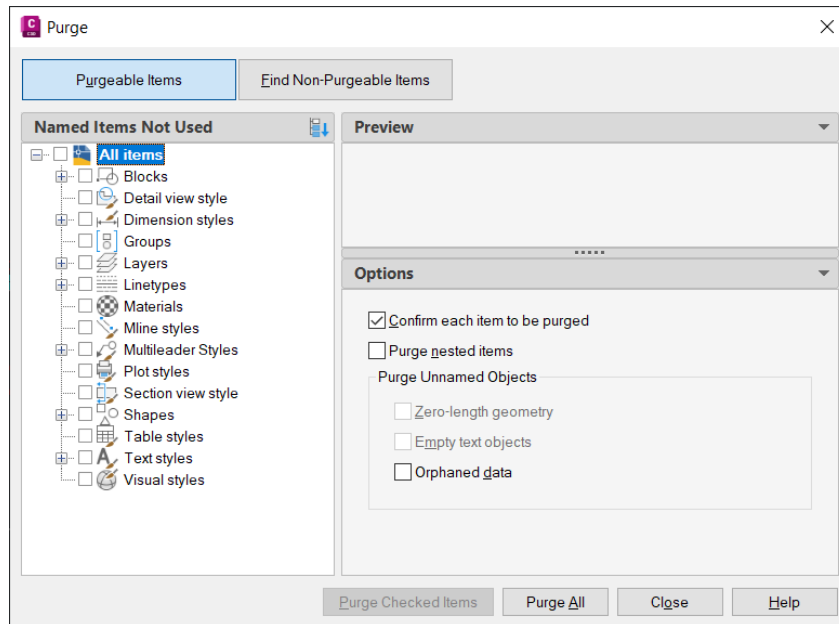 Purge
Purgeable Items
Find Non-Purgeable Items
Named Items Not Used
All items
Blocks
Detail view style
Dimension styles
Groups
Layers
Linetypes
Materials
Mline styles
Multileader Styles
Plot styles
Section view style
Shapes
Table styles
Text styles
Visual styles
Preview
Options
Confirm each item to be purged
Purge nested items
Purge Unnamed Objects
Zero-length geometry
Empty text objects
Orphaned data
Purge Checked Items
Purge All
Close
Help